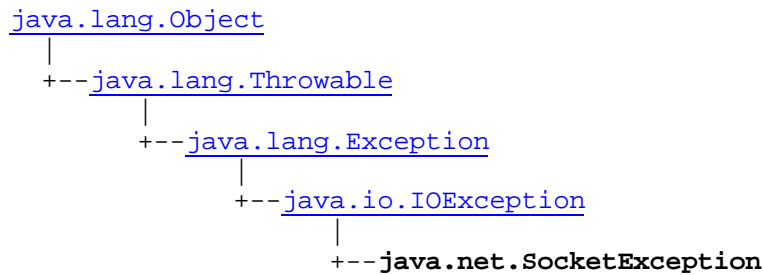 java.lang.Object
|
+--java.lang.Throwable
|
+--java.lang.Exception
|
+--java.io.IOException
|
+--java.net.SocketException